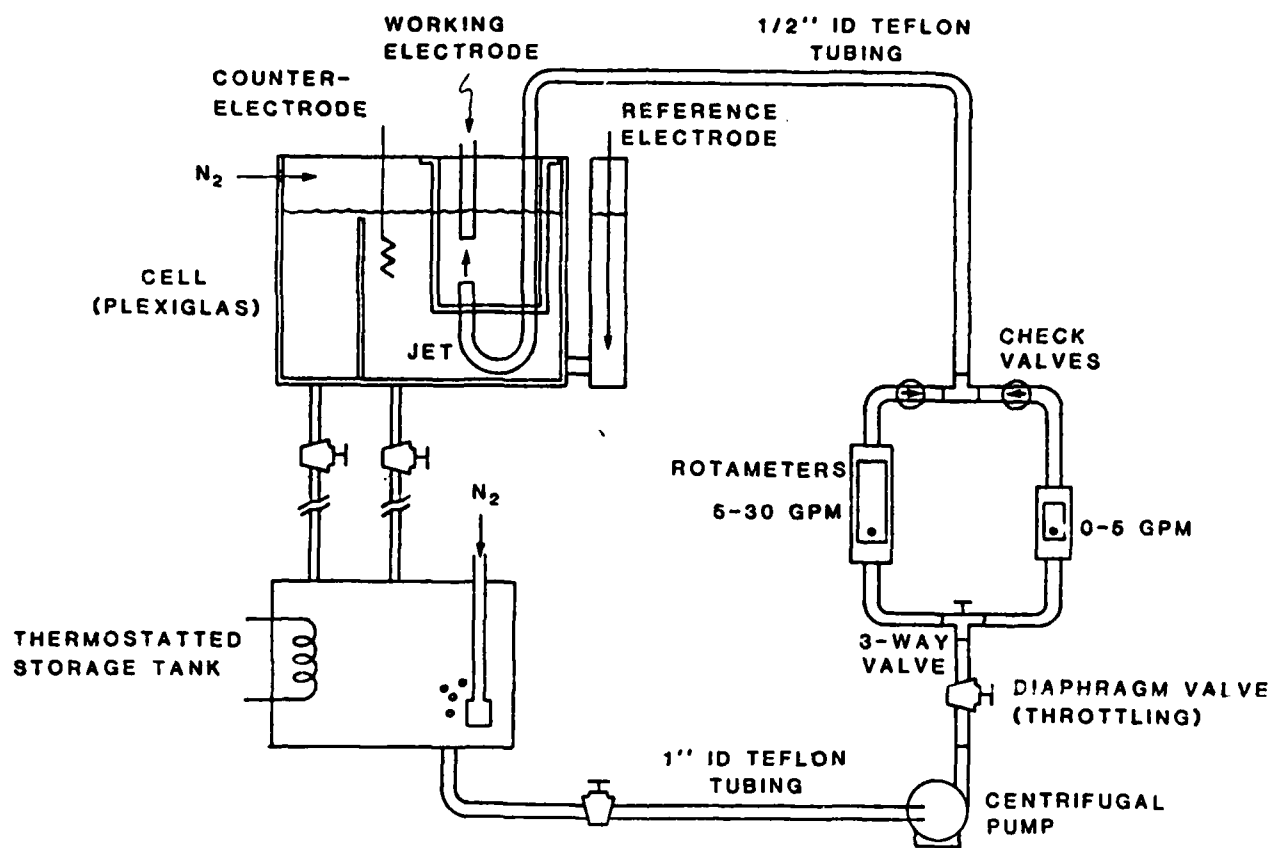 WORKING
ELECTRODE
1/2'' ID TEFLON
TUBING
COUNTER-
ELECTRODE
REFERENCE
ELECTRODE
N2
CELL
(PLEXIGLAS)
JET
CHECK
VALVES
ROTAMETERS
5-30 GPM
0-5 GPM
N2
THERMOSTATTED
STORAGE TANK
3-WAY
VALVE
DIAPHRAGM VALVE
(THROTTLING)
1'' ID TEFLON
TUBING
CENTRIFUGAL
PUMP